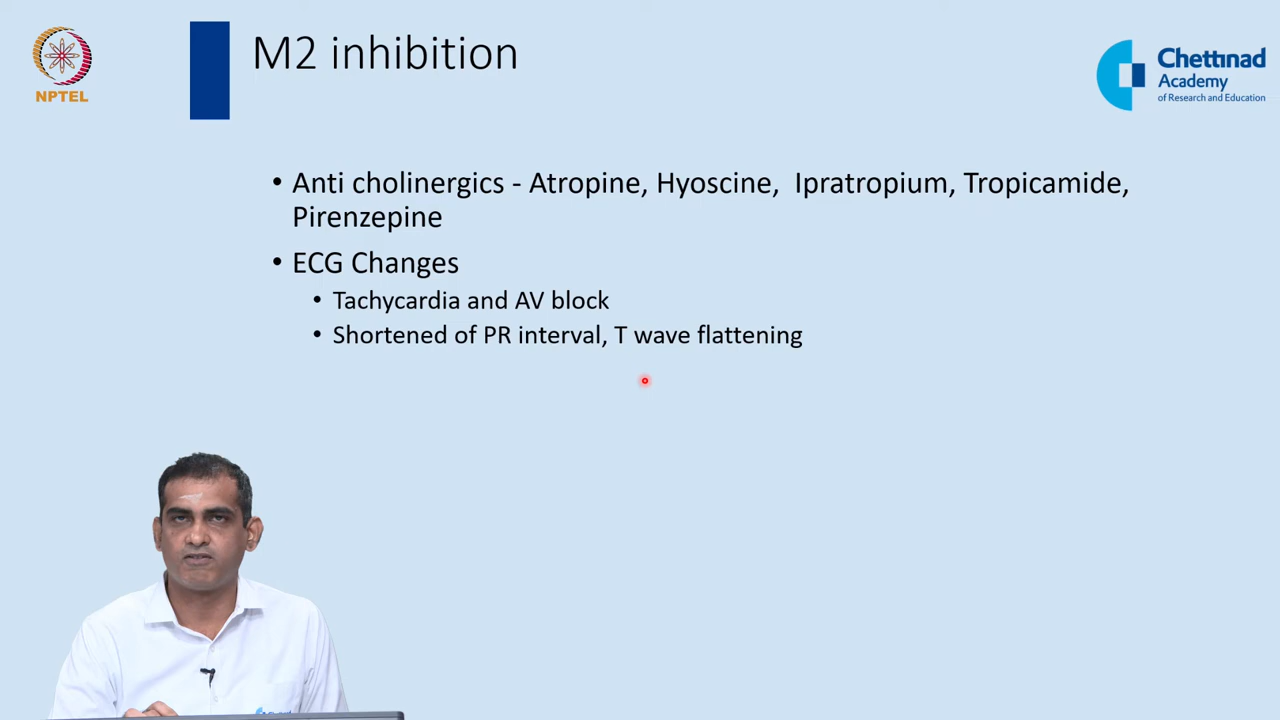 NPTEL
M2 inhibition
Chettinad
Academy
of Research and Education
• Anti cholinergics - Atropine, Hyoscine, Ipratropium, Tropicamide,
Pirenzepine
• ECG Changes
• Tachycardia and AV block
• Shortened of PR interval, T wave flattening